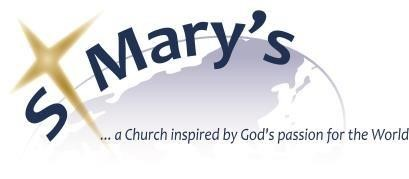 St Mary's
... a Church inspired by God's passion for the World